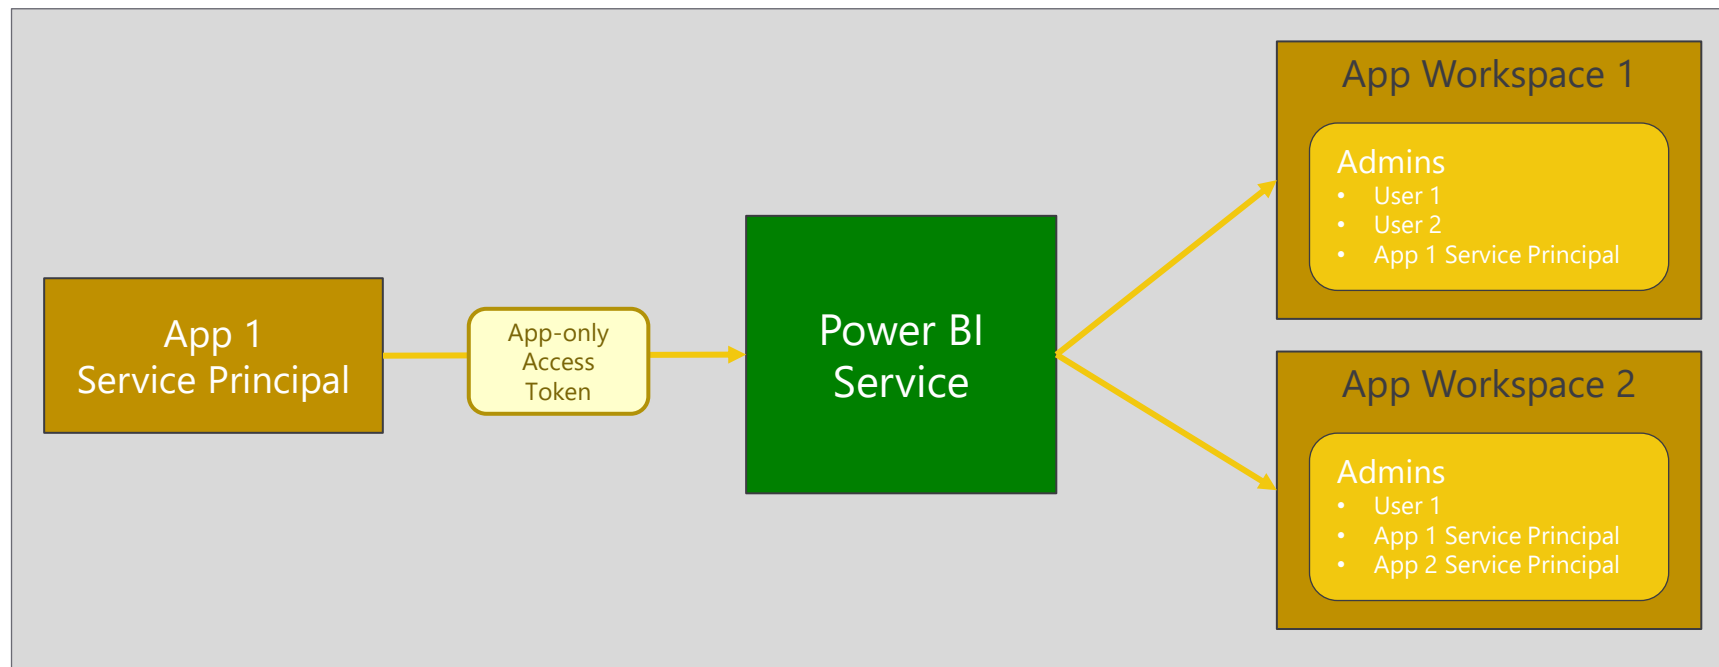 App 1
Service Principal
App-only
Access
Token
Power BI
Service
App Workspace 1
Admins
• User 1
• User 2
• App 1 Service Principal
App Workspace 2
Admins
• User 1
• App 1 Service Principal
• App 2 Service Principal